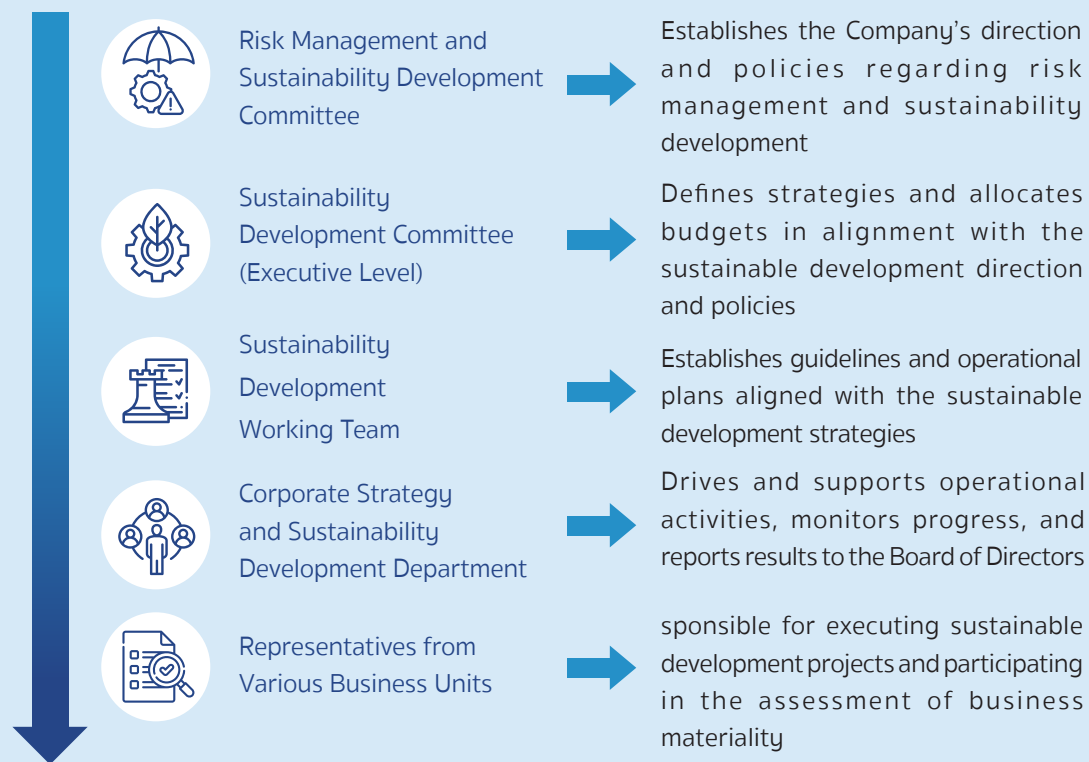 Risk Management and
Sustainability Development
Committee
Establishes the Company's direction
and policies regarding risk
management and sustainability
development
Sustainability
Development Committee
(Executive Level)
Defines strategies and allocates
budgets in alignment with the
sustainable development direction
and policies
Sustainability
Development
Working Team
Establishes guidelines and operational
plans aligned with the sustainable
development strategies
Corporate Strategy
and Sustainability
Development Department
Drives and supports operational
activities, monitors progress, and
reports results to the Board of Directors
Representatives from
Various Business Units
sponsible for executing sustainable
development projects and participating
in the assessment of business
materiality